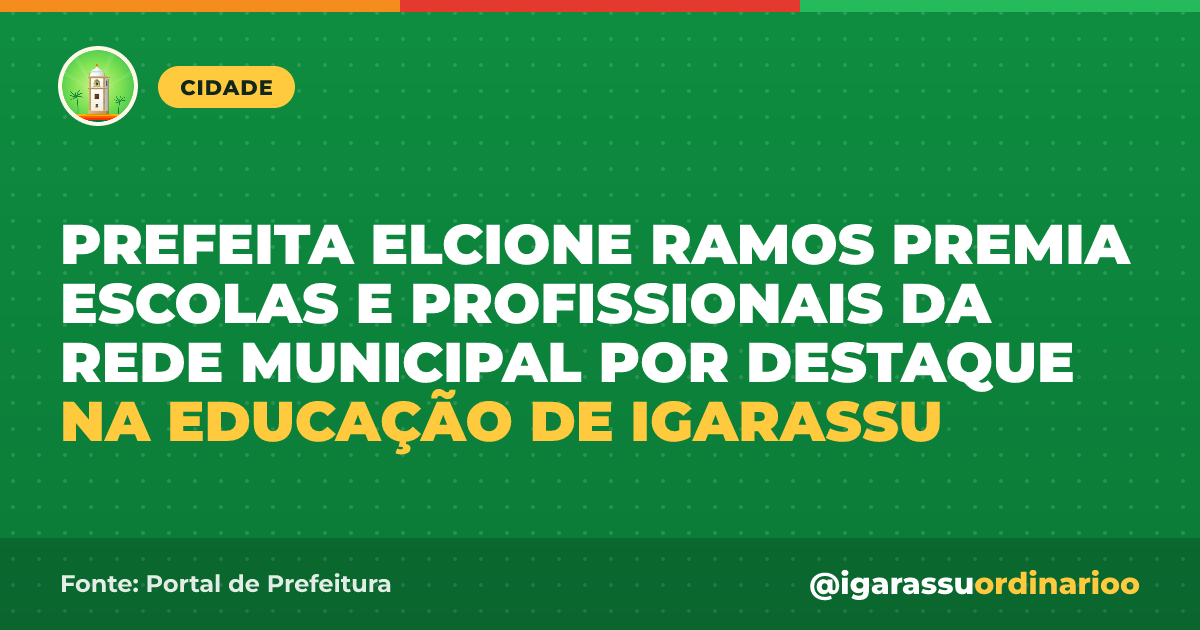 CIDADE
PREFEITA ELCIONE RAMOS PREMIA
ESCOLAS E PROFISSIONAIS DA
REDE MUNICIPAL POR DESTAQUE
NA EDUCAÇÃO DE IGARASSU
Fonte: Portal de Prefeitura
@igarassuordinarioo